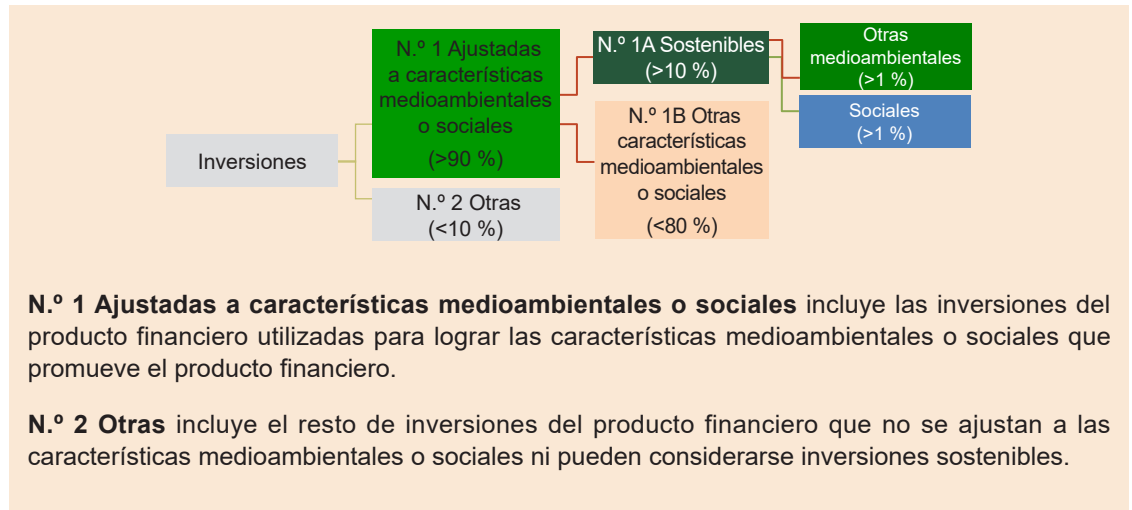 Inversiones
N.º 1 Ajustadas
a características
medioambientales
o sociales
(>90 %)
N.º 2 Otras
(<10 %)
N.º 1A Sostenibles
(>10 %)
N.º 1B Otras
características
medioambientales
o sociales
(<80 %)
Otras
medioambientales
(>1 %)
Sociales
(>1 %)
N.º 1 Ajustadas a características medioambientales o sociales incluye las inversiones del
producto financiero utilizadas para lograr las características medioambientales o sociales que
promueve el producto financiero.
N.º 2 Otras incluye el resto de inversiones del producto financiero que no se ajustan a las
características medioambientales o sociales ni pueden considerarse inversiones sostenibles.